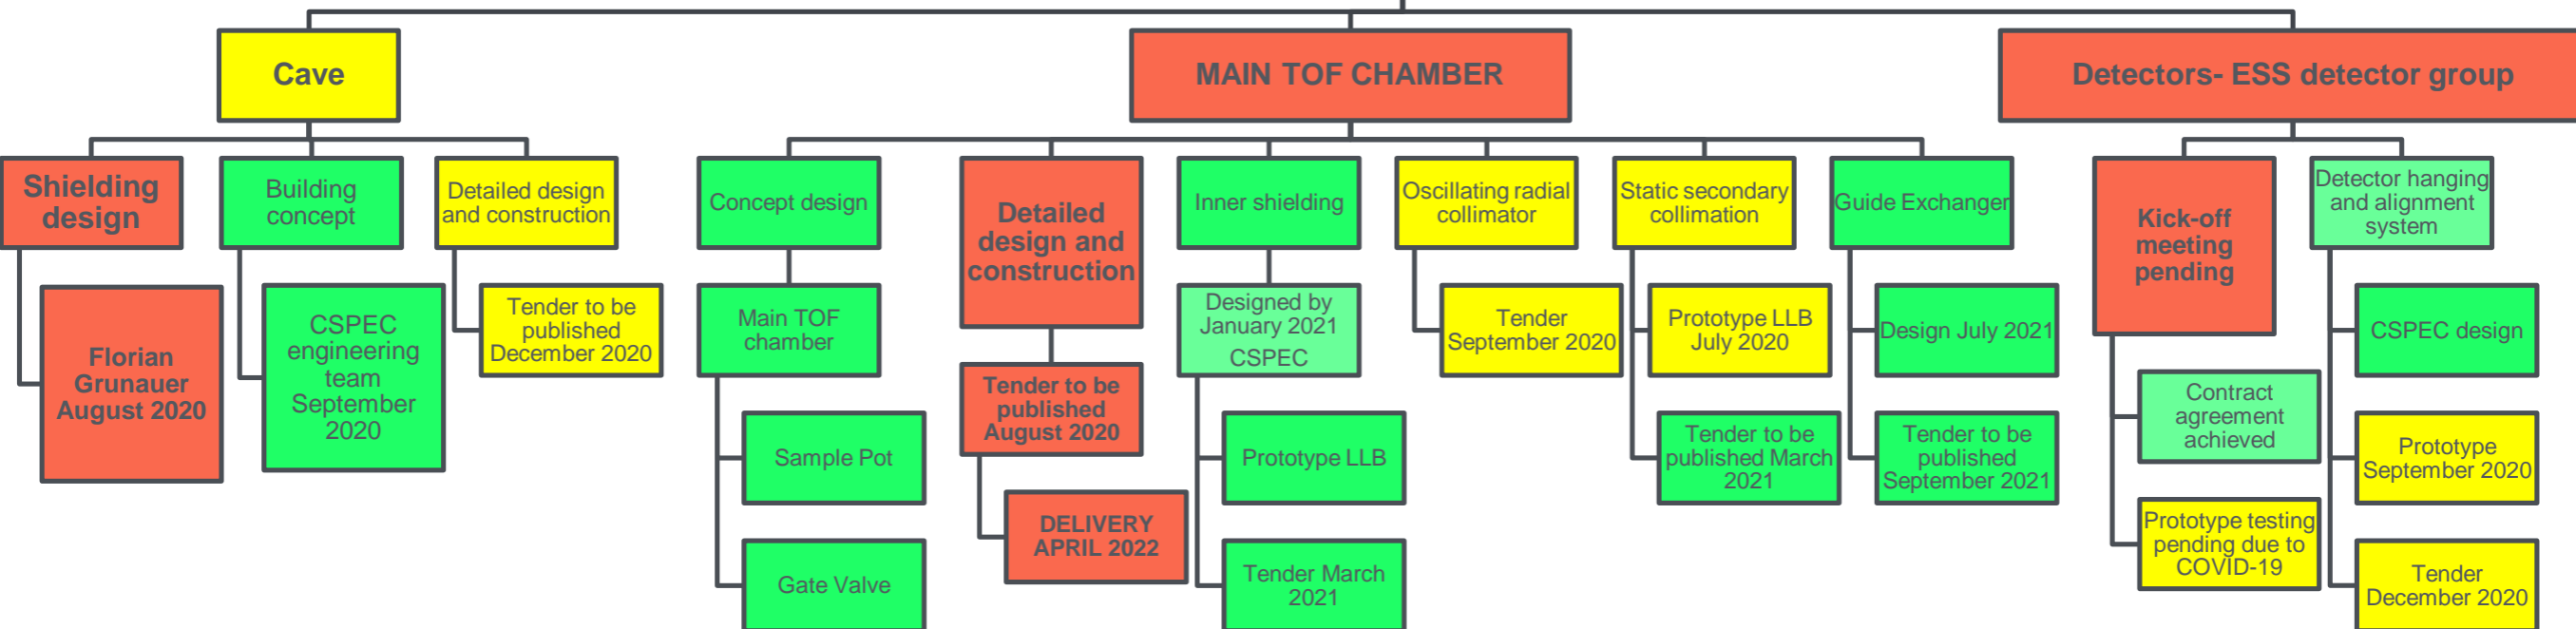 Cave
MAIN TOF CHAMBER
Detectors- ESS detector group
Shielding
design
Building
concept
Detailed design
and construction
Concept design
Detailed
design and
construction
Inner shielding
Oscillating radial
collimator
Static secondary
collimation
Guide Exchanger
Kick-off
meeting
pending
Detector hanging
and alignment
system
Florian
Grunauer
August 2020
CSPEC
engineering
team
September
2020
Tender to be
published
December 2020
Main TOF
chamber
Tender to be
published
August 2020
Designed by
January 2021
CSPEC
Tender
September 2020
Prototype LLB
July 2020
Design July 2021
Contract
agreement
achieved
CSPEC design
Sample Pot
DELIVERY
APRIL 2022
Prototype LLB
Tender to be
published March
2021
Tender to be
published
September 2021
Prototype testing
pending due to
COVID-19
Prototype
September 2020
Gate Valve
Tender March
2021
Tender
December 2020